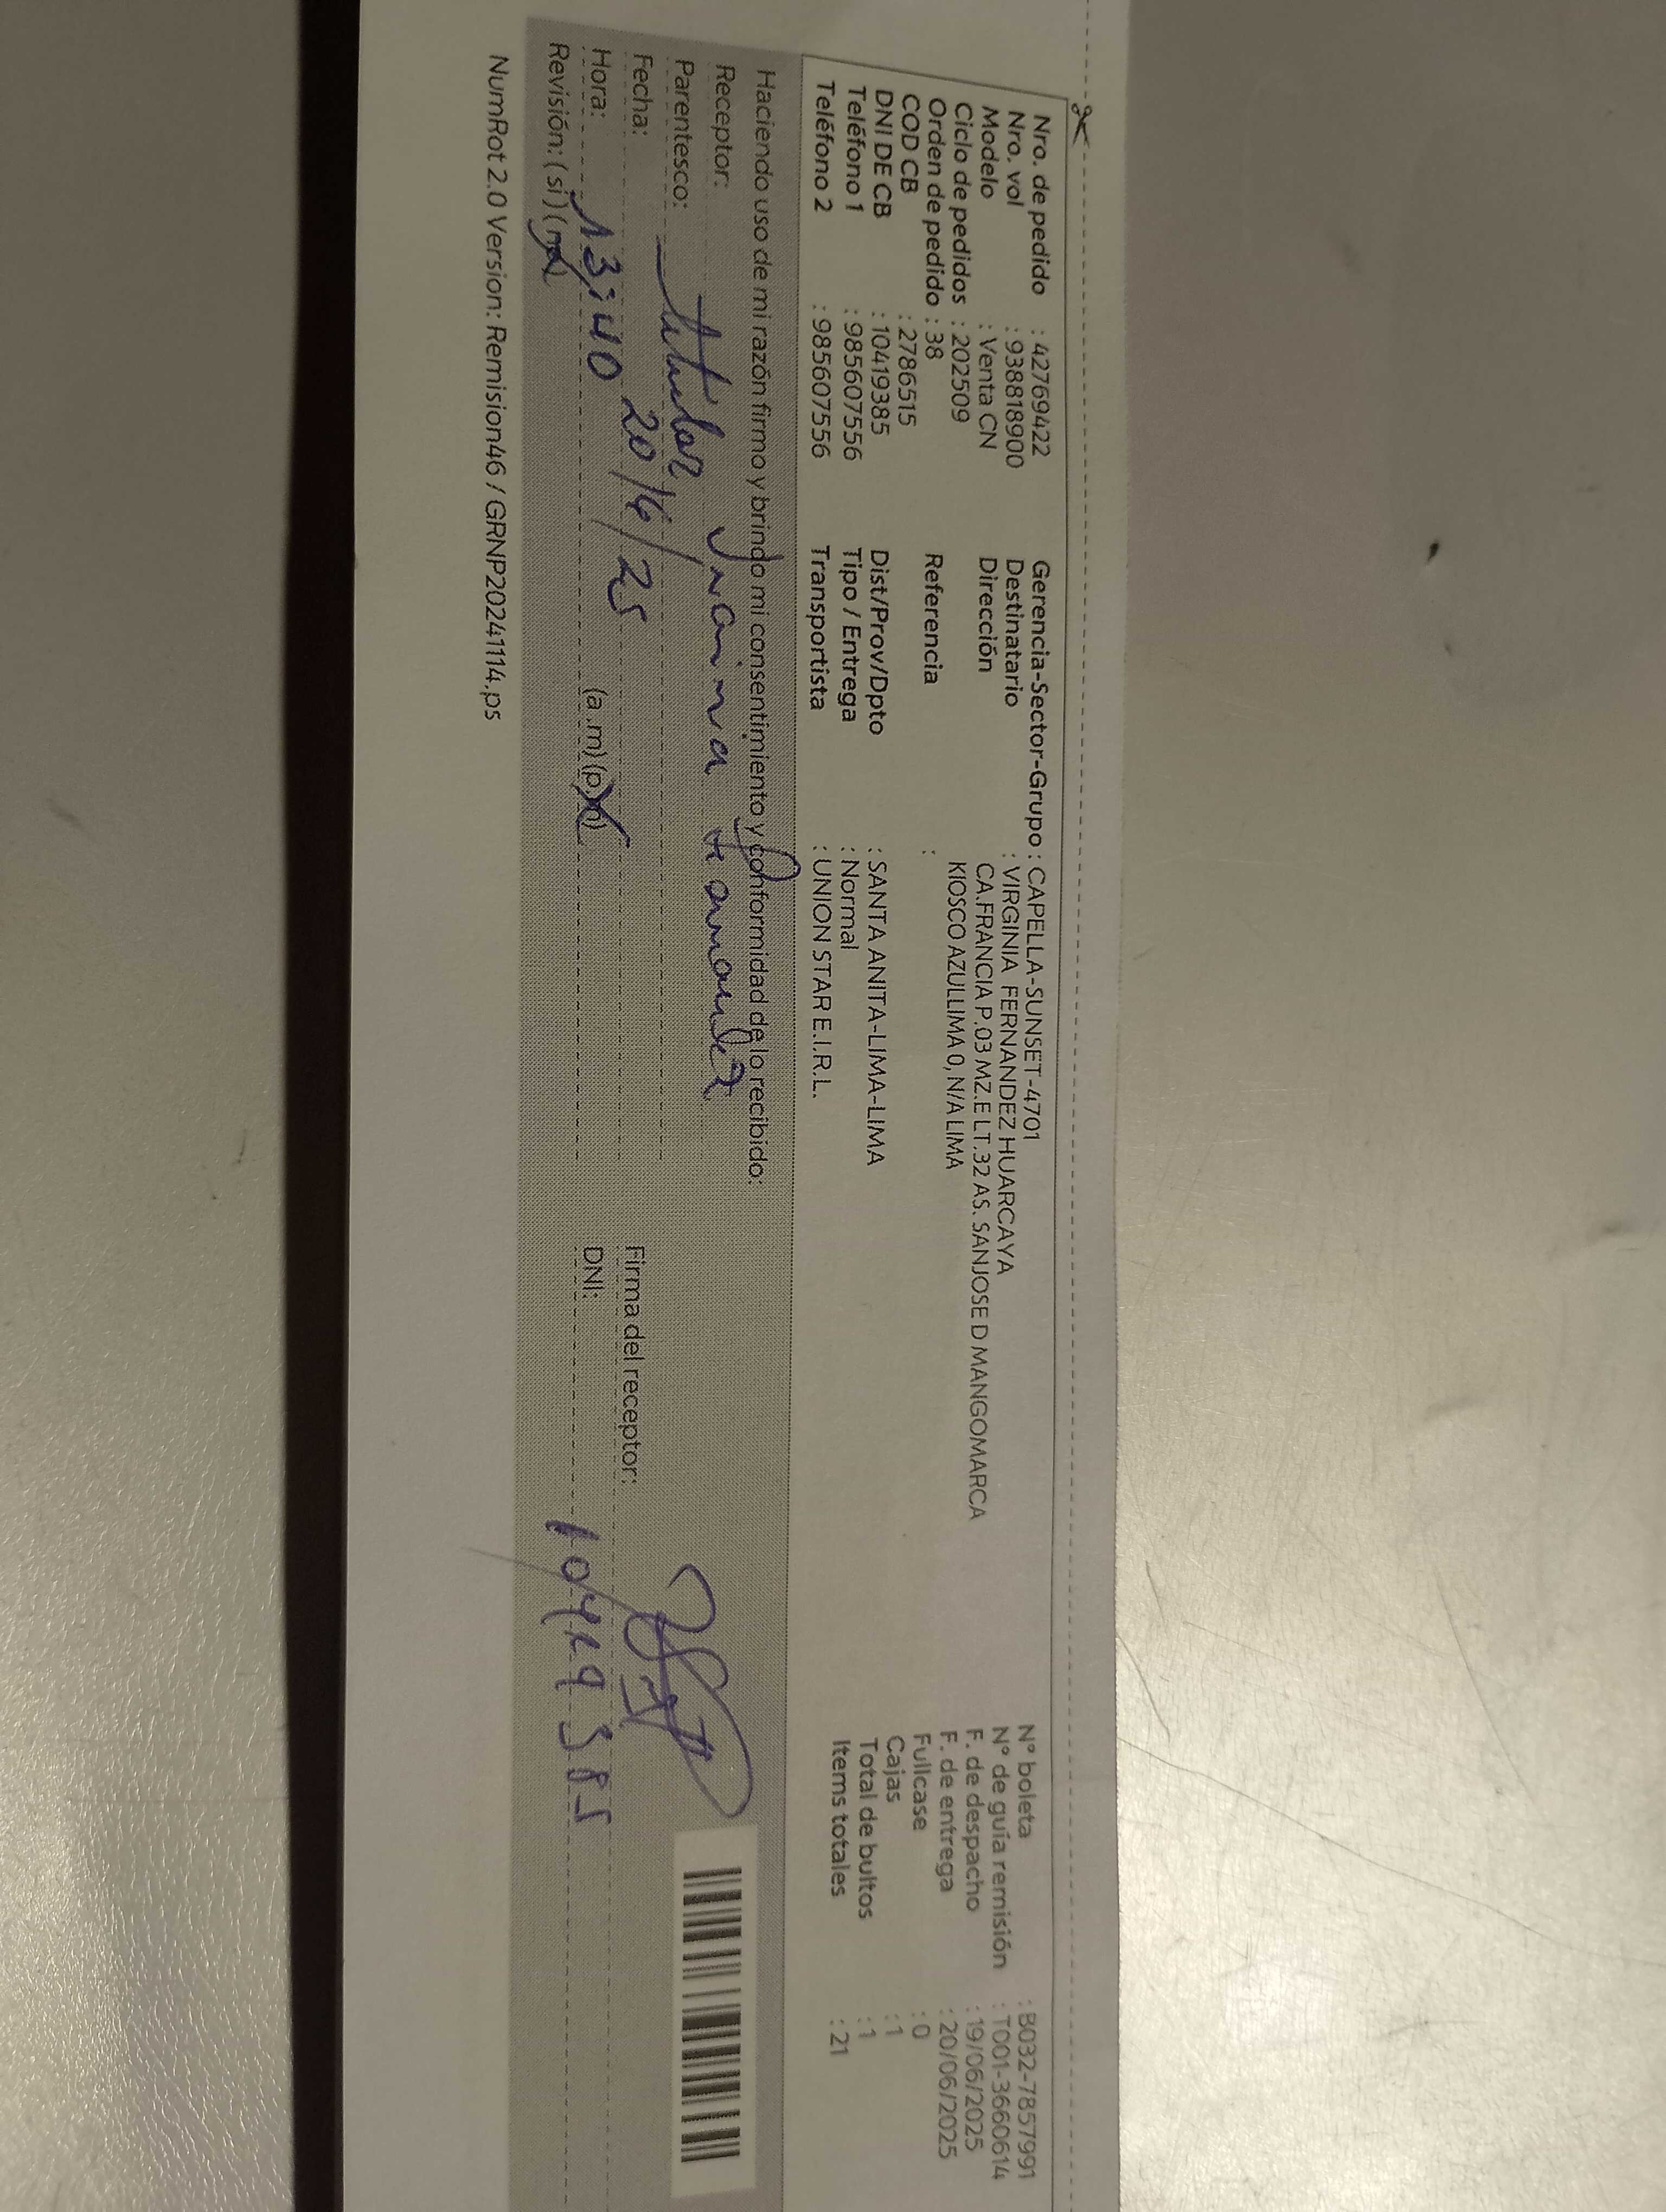 Nro. de pedido : 42769422
Nro. vol : 938818900
Modelo : Venta CN
Ciclo de pedidos : 202509
Orden de pedido : 38
COD CB : 2786515
DNI DE CB : 10419385
Teléfono 1 : 985607556
Teléfono 2 : 985607556
Gerencia-Sector-Grupo : CAPELLA-SUNSET-4701
Destinatario : VIRGINIA FERNANDEZ HUARCAYA
Dirección CA.FRANCIA P.03 MZ.E LT.32 AS. SANJOSE D MANGOMARCA
KIOSCO AZULLIMA 0, N/A LIMA
Referencia :
Dist/Prov/Dpto : SANTA ANITA-LIMA-LIMA
Tipo / Entrega : Normal
Transportista : UNION STAR E.I.R.L.
N° boleta : B032-7857991
N° de guía remisión : T001-3660614
F. de despacho : 19/06/2025
F. de entrega : 20/06/2025
Fullcase : 0
Cajas : 1
Total de bultos : 1
Items totales : 21
Haciendo uso de mi razón firmo y brindo mi consentimiento y conformidad de lo recibido:
Receptor:
Parentesco: titular
Fecha: 20/6/25
Hora: 13:40 (a.m)(p.m)
Revisión: (si) (no)
Firma del receptor:
DNI: 10419385
NumRot 2.0 Version: Remision46 / GRNP20241114.ps